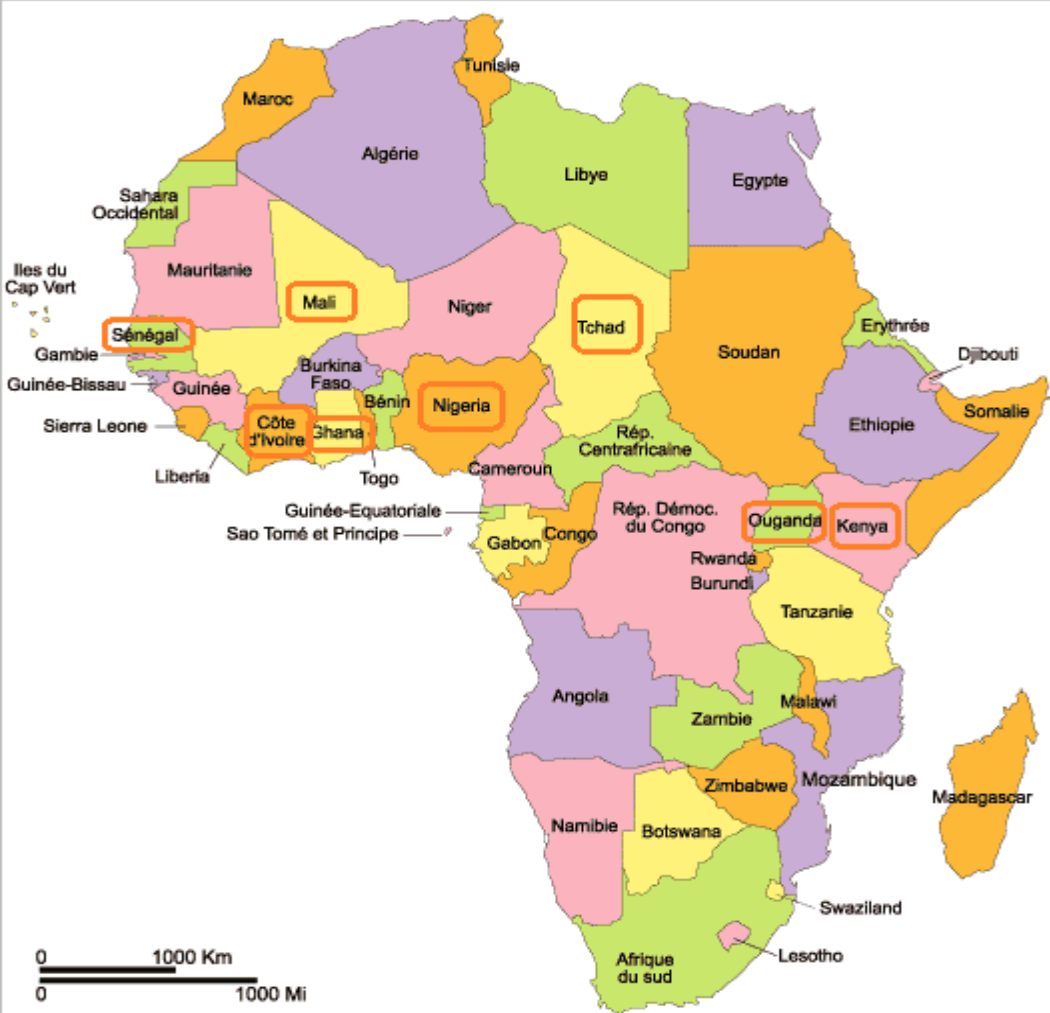 Tunisie
Maroc
Algérie
Libye
Egypte
Sahara
Occidental
Mauritanie
Iles du
Cap Vert
Mali
Niger
Tchad
Soudan
Erythrée
Sénégal
Gambie
Djibouti
Guinée-Bissau
Guinée
Burkina
Faso
Bénin
Nigeria
Ethiopie
Somalie
Sierra Leone
Côte
d'Ivoire
Ghana
Rép.
Centrafricaine
Liberia
Togo
Cameroun
Guinée-Equatoriale
Sao Tomé et Principe
Gabon
Congo
Rép. Démoc.
du Congo
Ouganda
Kenya
Rwanda
Burundi
Tanzanie
Angola
Zambie
Malawi
Mozambique
Zimbabwe
Madagascar
Namibie
Botswana
Swaziland
Lesotho
Afrique
du sud
0 1000 Km
0 1000 Mi